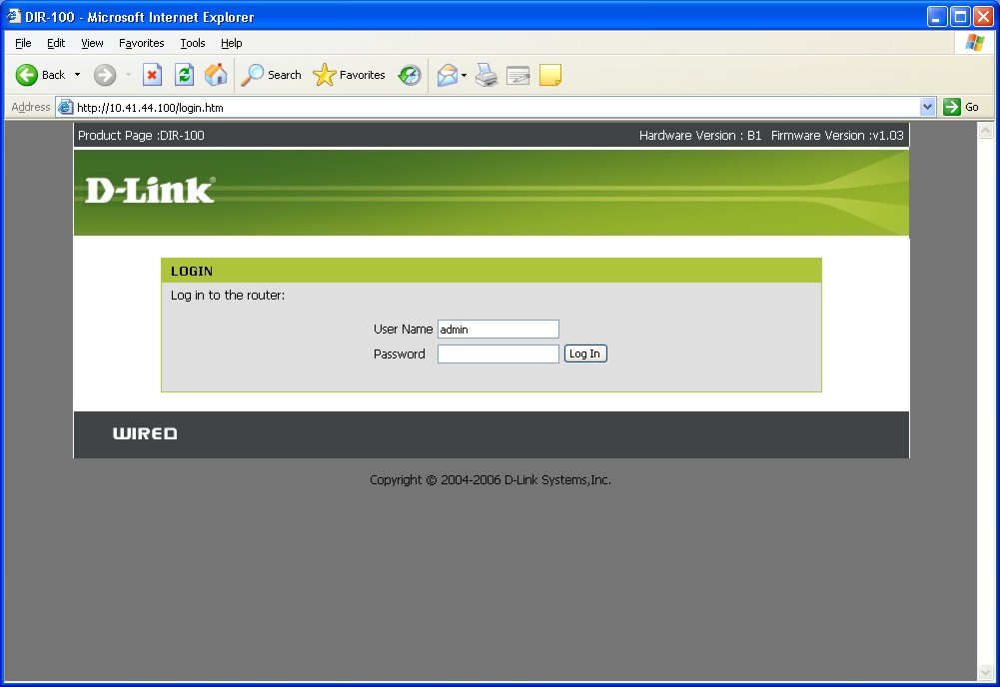 DIR-100 - Microsoft Internet Explorer
File Edit View Favorites Tools Help
Back Search Favorites
Address http://10.41.44.100/login.htm Go
Product Page :DIR-100 Hardware Version : B1 Firmware Version :v1.03
D-Link®
LOGIN
Log in to the router:
User Name admin
Password Log In
WIRED
Copyright © 2004-2006 D-Link Systems,Inc.